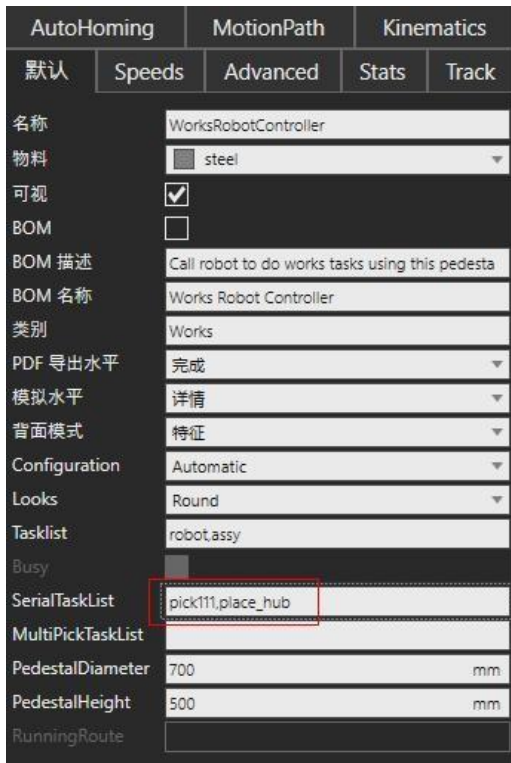 AutoHoming MotionPath Kinematics
默认 Speeds Advanced Stats Track
名称 WorksRobotController
物料 steel
可视
BOM
BOM 描述 Call robot to do works tasks using this pedesta
BOM 名称 Works Robot Controller
类别 Works
PDF 导出水平 完成
模拟水平 详情
背面模式 特征
Configuration Automatic
Looks Round
Tasklist robot,assy
Busy
SerialTaskList pick111,place_hub
MultiPickTaskList
PedestalDiameter 700 mm
PedestalHeight 500 mm
RunningRoute